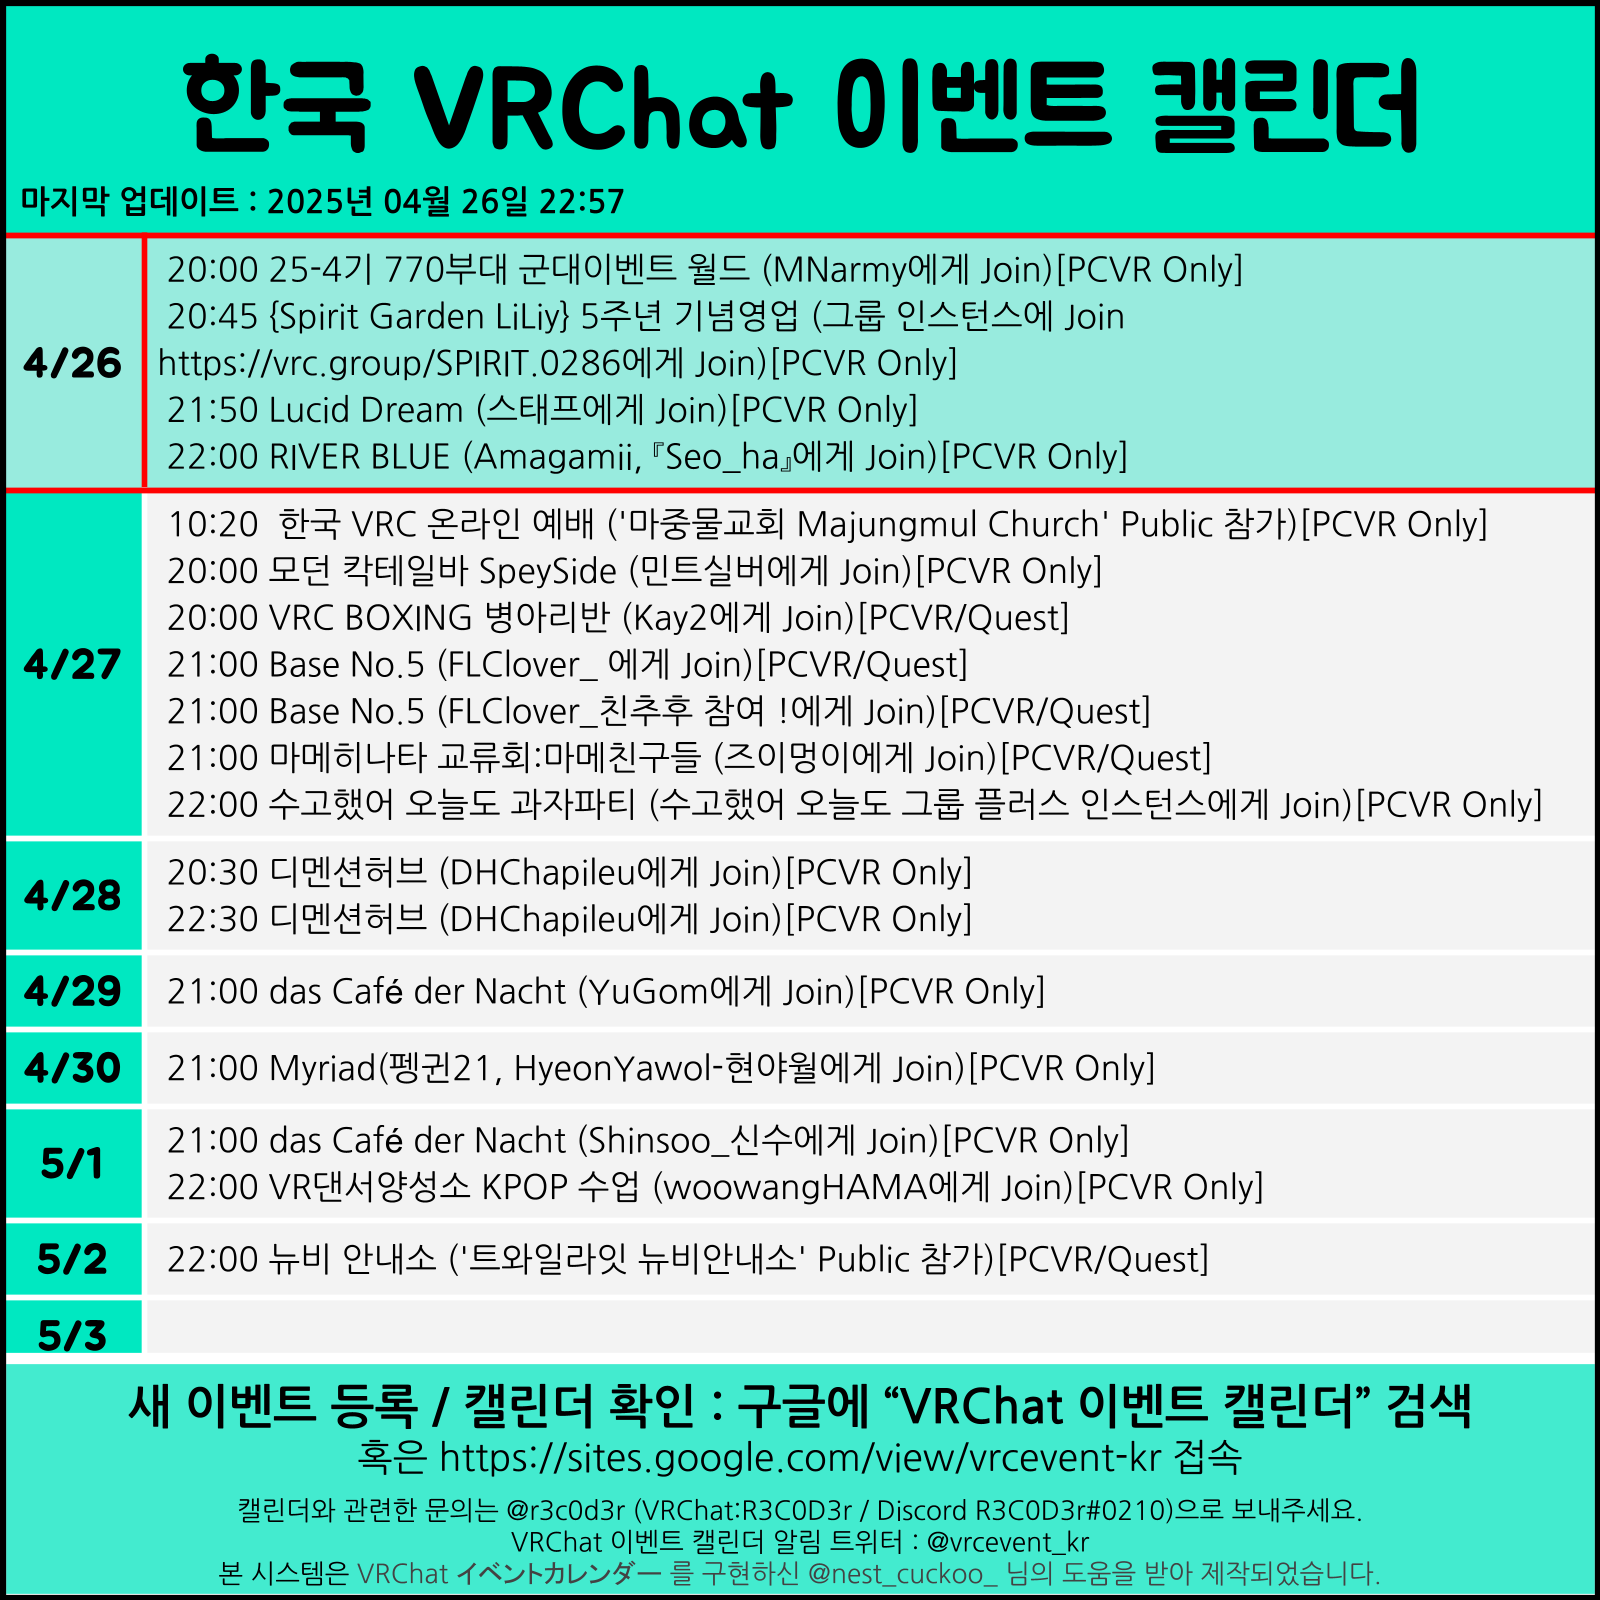 한국 VRChat 이벤트 캘린더
마지막 업데이트 : 2025년 04월 26일 22:57
4/26
20:00 25-4기 770부대 군대이벤트 월드 (MNarmy에게 Join)[PCVR Only]
20:45 {Spirit Garden LiLiy} 5주년 기념영업 (그룹 인스턴스에 Join
https://vrc.group/SPIRIT.0286에게 Join)[PCVR Only]
21:50 Lucid Dream (스태프에게 Join)[PCVR Only]
22:00 RIVER BLUE (Amagamii, 『Seo_ha』에게 Join)[PCVR Only]
4/27
10:20 한국 VRC 온라인 예배 ('마중물교회 Majungmul Church' Public 참가)[PCVR Only]
20:00 모던 칵테일바 SpeySide (민트실버에게 Join)[PCVR Only]
20:00 VRC BOXING 병아리반 (Kay2에게 Join)[PCVR/Quest]
21:00 Base No.5 (FLClover_ 에게 Join)[PCVR/Quest]
21:00 Base No.5 (FLClover_친추후 참여 !에게 Join)[PCVR/Quest]
21:00 마메히나타 교류회:마메친구들 (즈이멍이에게 Join)[PCVR/Quest]
22:00 수고했어 오늘도 과자파티 (수고했어 오늘도 그룹 플러스 인스턴스에게 Join)[PCVR Only]
4/28
20:30 디멘션허브 (DHChapileu에게 Join)[PCVR Only]
22:30 디멘션허브 (DHChapileu에게 Join)[PCVR Only]
4/29
21:00 das Café der Nacht (YuGom에게 Join)[PCVR Only]
4/30
21:00 Myriad(펭귄21, HyeonYawol-현야월에게 Join)[PCVR Only]
5/1
21:00 das Café der Nacht (Shinsoo_신수에게 Join)[PCVR Only]
22:00 VR댄서양성소 KPOP 수업 (woowangHAMA에게 Join)[PCVR Only]
5/2
22:00 뉴비 안내소 ('트와일라잇 뉴비안내소' Public 참가)[PCVR/Quest]
5/3
새 이벤트 등록 / 캘린더 확인 : 구글에 “VRChat 이벤트 캘린더” 검색
혹은 https://sites.google.com/view/vrcevent-kr 접속
캘린더와 관련한 문의는 @r3c0d3r (VRChat:R3C0D3r / Discord R3C0D3r#0210)으로 보내주세요.
VRChat 이벤트 캘린더 알림 트위터 : @vrcevent_kr
본 시스템은 VRChat イベントカレンダー 를 구현하신 @nest_cuckoo_ 님의 도움을 받아 제작되었습니다.